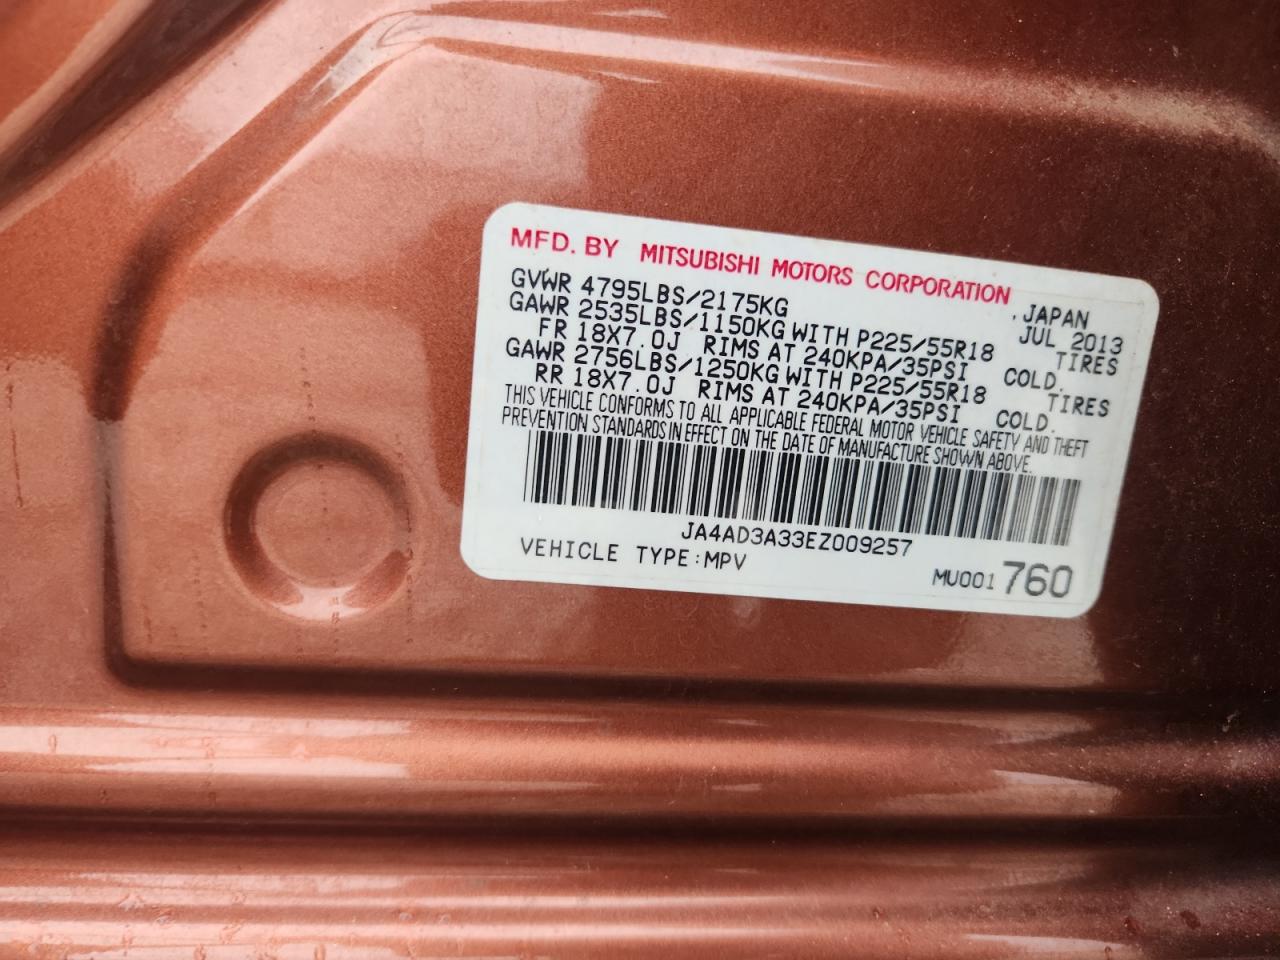 MFD. BY MITSUBISHI MOTORS CORPORATION
. JAPAN
GVWR 4795LBS/2175KG JUL 2013
GAWR 2535LBS/1150KG WITH P225/55R18 TIRES
FR 18X7.0J RIMS AT 240KPA/35PSI COLD.
GAWR 2756LBS/1250KG WITH P225/55R18 TIRES
RR 18X7.0J RIMS AT 240KPA/35PSI COLD.
THIS VEHICLE CONFORMS TO ALL APPLICABLE FEDERAL MOTOR VEHICLE SAFETY AND THEFT
PREVENTION STANDARDS IN EFFECT ON THE DATE OF MANUFACTURE SHOWN ABOVE.
JA4AD3A33EZ009257
VEHICLE TYPE:MPV
MU001 760